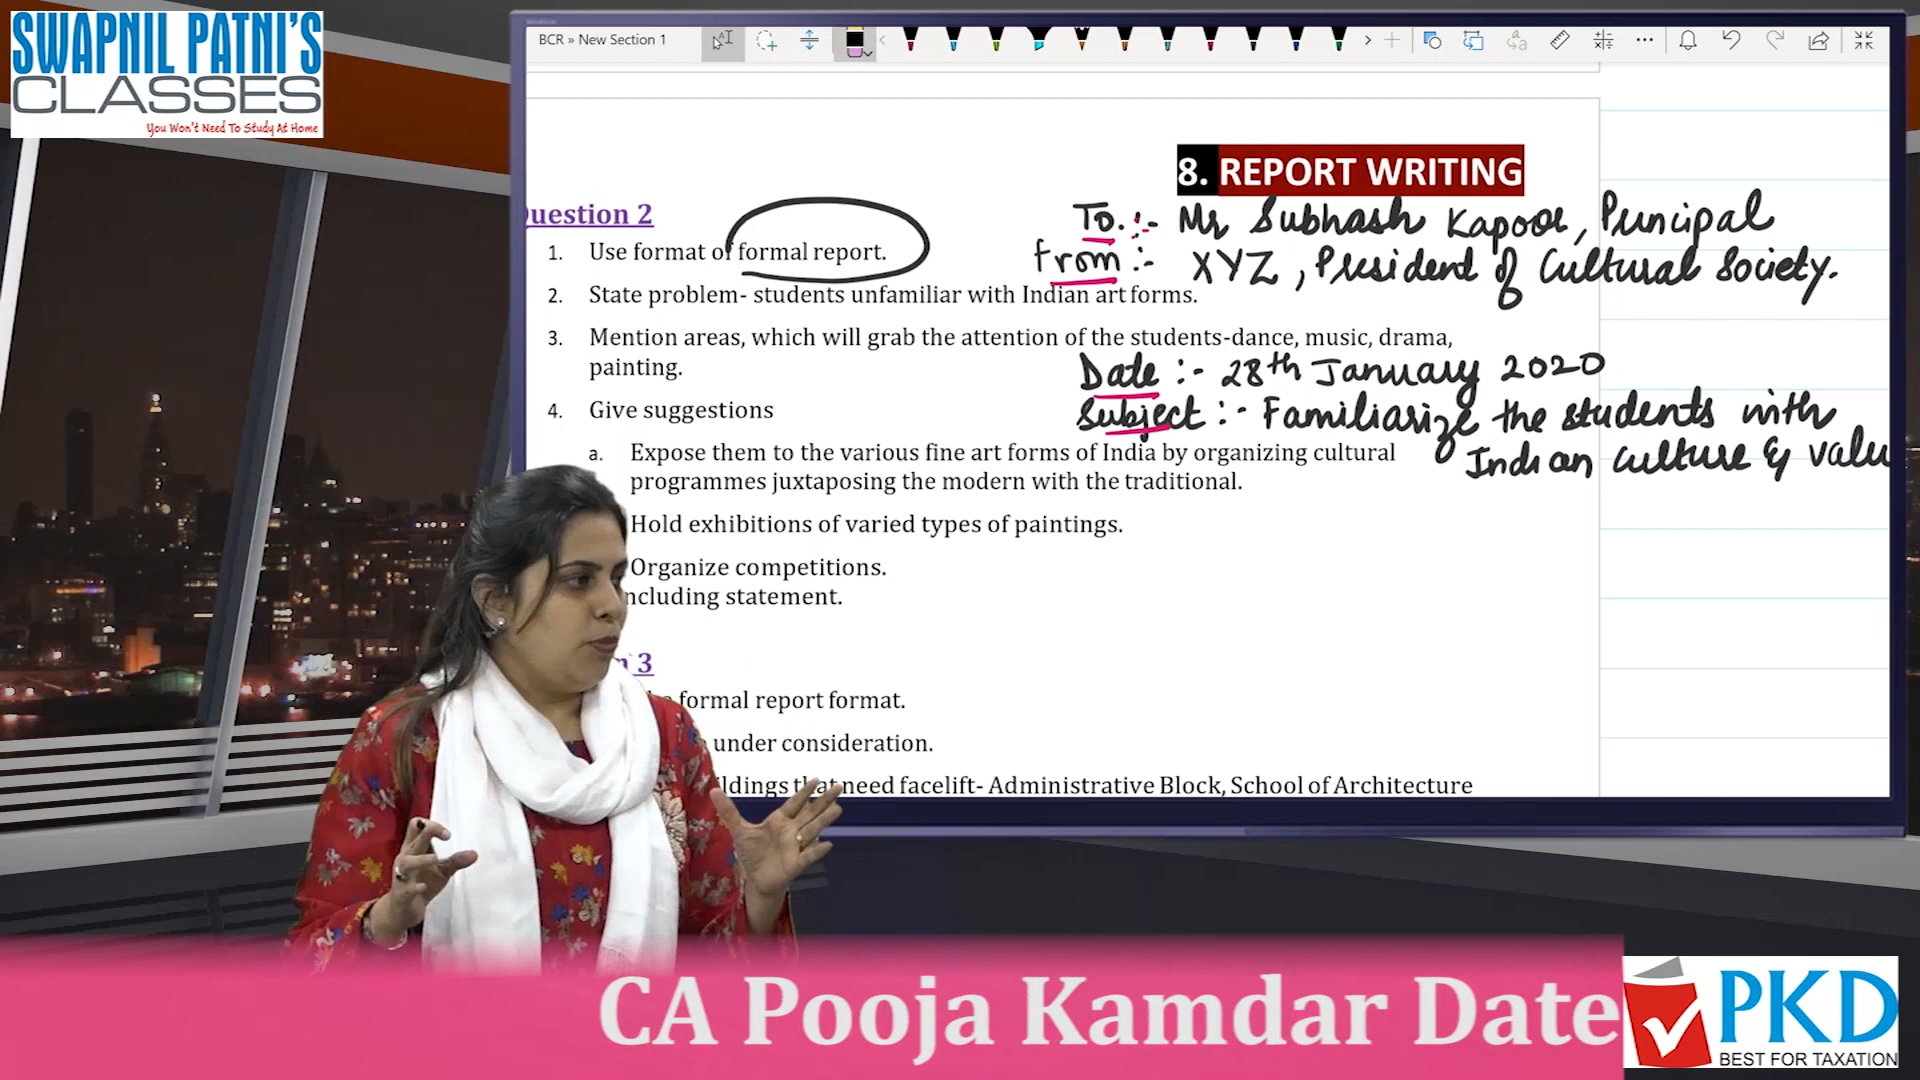 SWAPNIL PATNI'S
CLASSES
You Won't Need To Study At Home
BCR » New Section 1
8. REPORT WRITING
uestion 2
1. Use format of formal report.
To :- Mr Subhash Kapoor, Principal
From :- XYZ, President of Cultural Society.
2. State problem- students unfamiliar with Indian art forms.
3. Mention areas, which will grab the attention of the students-dance, music, drama,
painting.
Date :- 28th January 2020
4. Give suggestions
Subject :- Familiarize the students with
Indian culture & valu
a. Expose them to the various fine art forms of India by organizing cultural
programmes juxtaposing the modern with the traditional.
Hold exhibitions of varied types of paintings.
Organize competitions.
ncluding statement.
n 3
formal report format.
under consideration.
ldings that need facelift- Administrative Block, School of Architecture
CA Pooja Kamdar Date
PKD
BEST FOR TAXATION